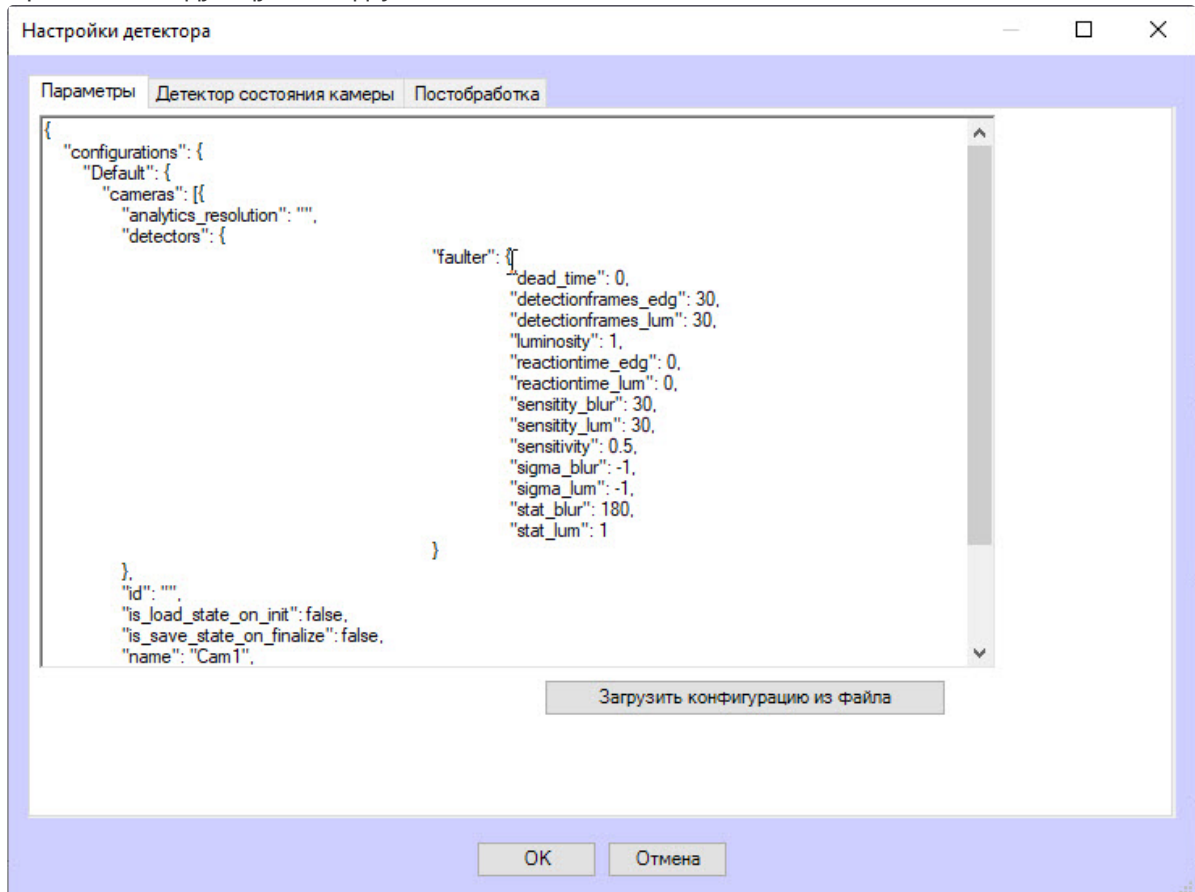 Настройки детектора
Параметры Детектор состояния камеры Постобработка
{
"configurations": {
"Default": {
"cameras": [{
"analytics_resolution": "",
"detectors": {
"faulter": {
"dead_time": 0,
"detectionframes_edg": 30,
"detectionframes_lum": 30,
"luminosity": 1,
"reactiontime_edg": 0,
"reactiontime_lum": 0,
"sensitity_blur": 30,
"sensitity_lum": 30,
"sensitivity": 0.5,
"sigma_blur": -1,
"sigma_lum": -1,
"stat_blur": 180,
"stat_lum": 1
}
},
"id": "",
"is_load_state_on_init": false,
"is_save_state_on_finalize": false,
"name": "Cam1",
Загрузить конфигурацию из файла
OK Отмена